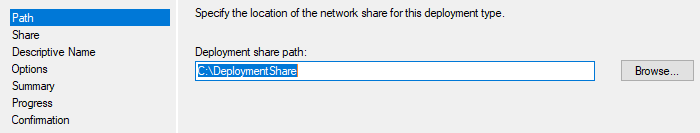 Path
Share
Descriptive Name
Options
Summary
Progress
Confirmation
Specify the location of the network share for this deployment type.
Deployment share path:
C:\DeploymentShare
Browse...